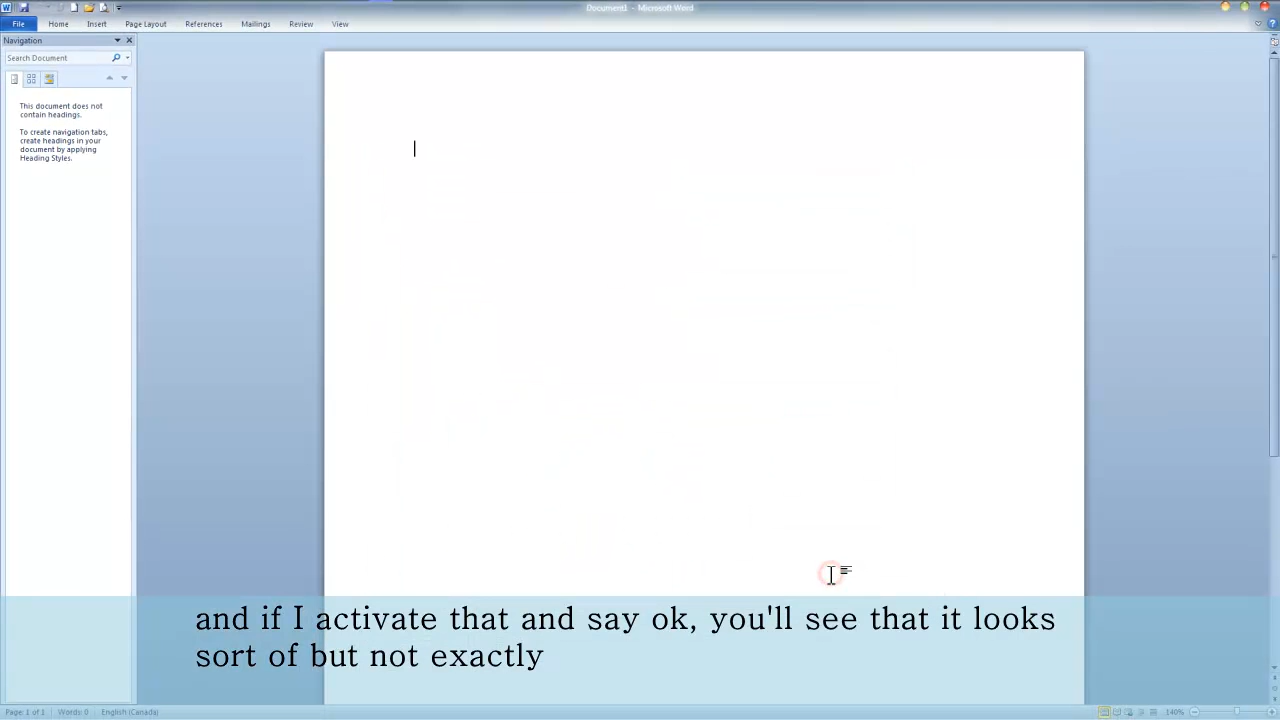 Document1 - Microsoft Word
File Home Insert Page Layout References Mailings Review View
Navigation
Search Document
This document does not
contain headings.
To create navigation tabs,
create headings in your
document by applying
Heading Styles.
and if I activate that and say ok, you'll see that it looks
sort of but not exactly
Page: 1 of 1 Words: 0 English (Canada) 140%